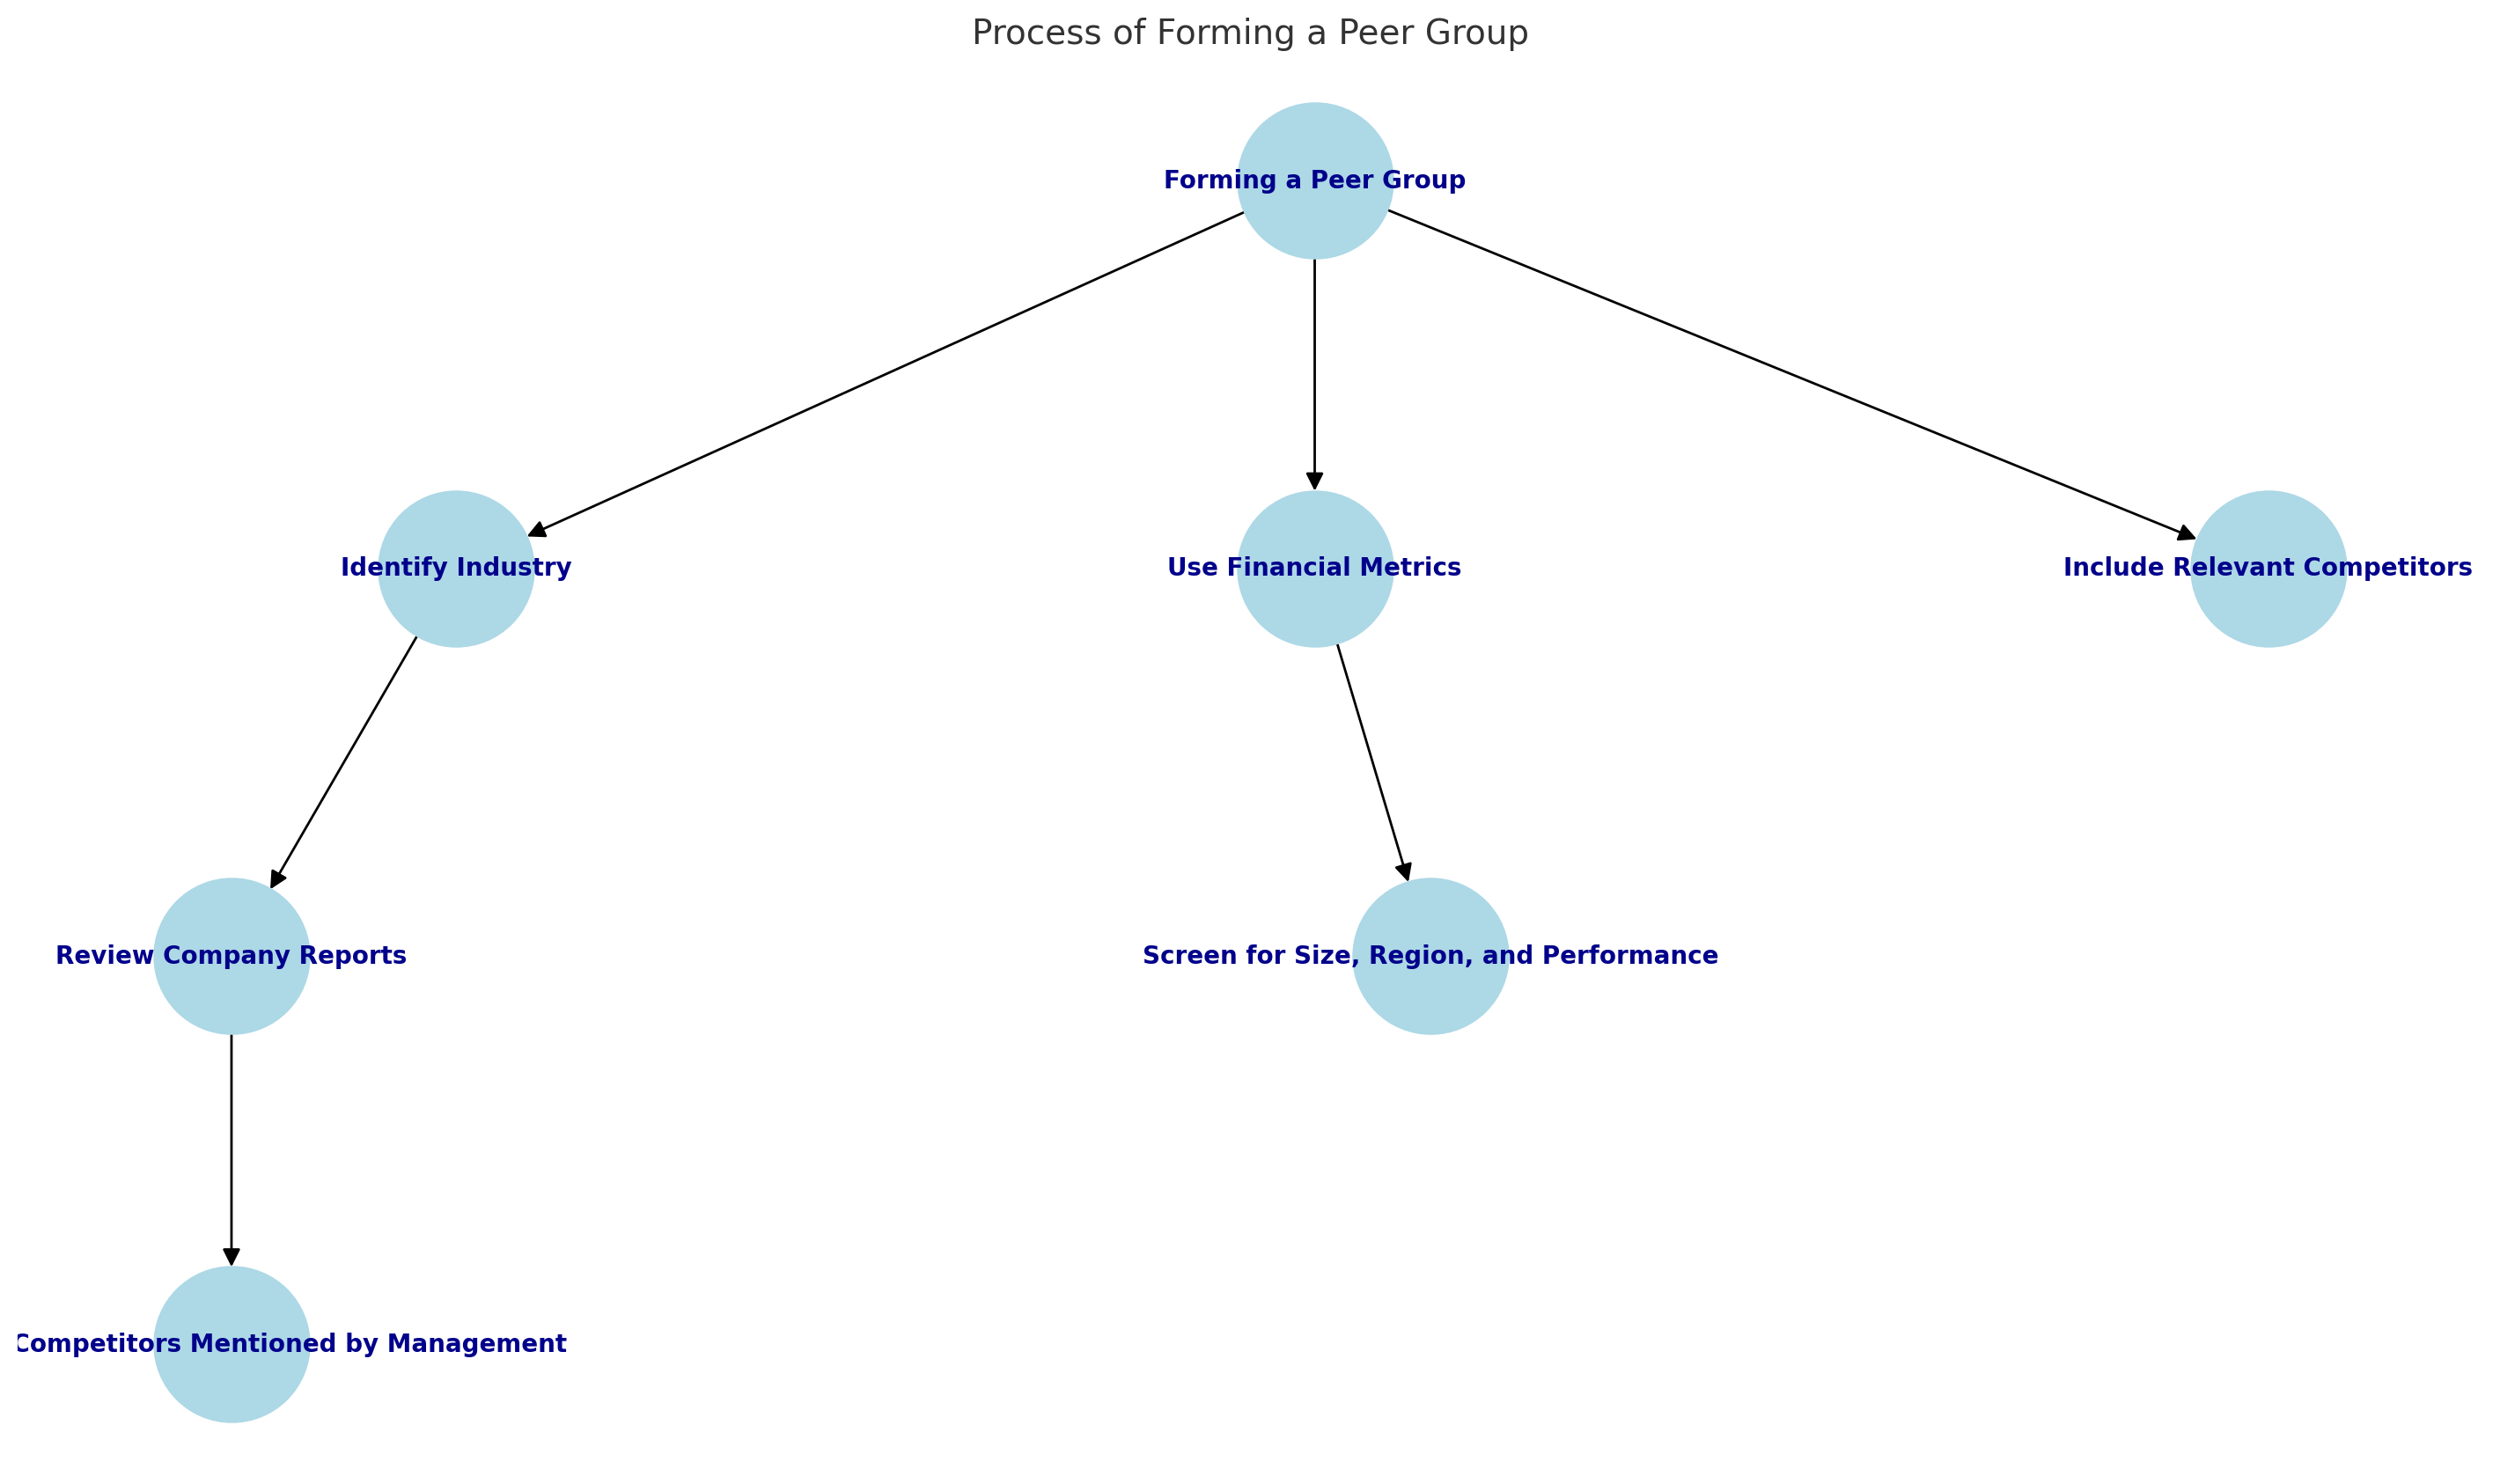 Process of Forming a Peer Group
Forming a Peer Group
Identify Industry
Use Financial Metrics
Include Relevant Competitors
Review Company Reports
Screen for Size, Region, and Performance
Competitors Mentioned by Management